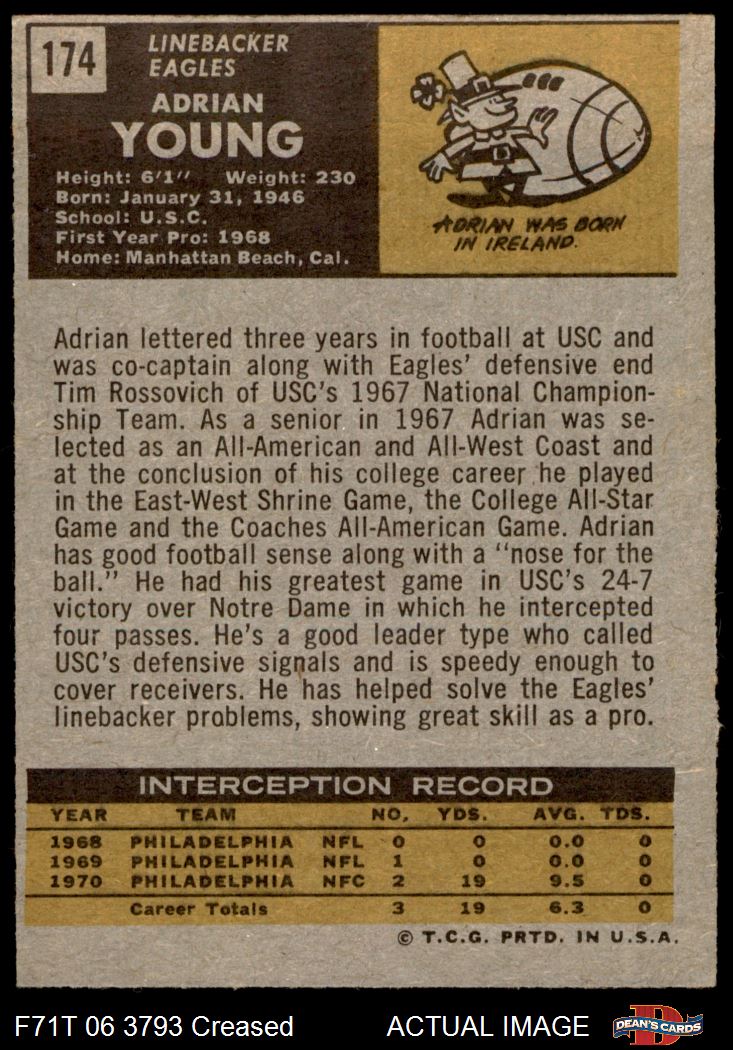 174
LINEBACKER
EAGLES
ADRIAN
YOUNG
Height: 6'1" Weight: 230
Born: January 31, 1946
School: U.S.C.
First Year Pro: 1968
Home: Manhattan Beach, Cal.
ADRIAN WAS BORN
IN IRELAND.
Adrian lettered three years in football at USC and
was co-captain along with Eagles' defensive end
Tim Rossovich of USC's 1967 National Champion-
ship Team. As a senior in 1967 Adrian was se-
lected as an All-American and All-West Coast and
at the conclusion of his college career he played
in the East-West Shrine Game, the College All-Star
Game and the Coaches All-American Game. Adrian
has good football sense along with a "nose for the
ball." He had his greatest game in USC's 24-7
victory over Notre Dame in which he intercepted
four passes. He's a good leader type who called
USC's defensive signals and is speedy enough to
cover receivers. He has helped solve the Eagles'
linebacker problems, showing great skill as a pro.
INTERCEPTION RECORD
YEAR TEAM NO. YDS. AVG. TDS.
1968 PHILADELPHIA NFL 0 0 0.0 0
1969 PHILADELPHIA NFL 1 0 0.0 0
1970 PHILADELPHIA NFC 2 19 9.5 0
Career Totals 3 19 6.3 0
© T.C.G. PRTD. IN U.S.A.
F71T 06 3793 Creased ACTUAL IMAGE
D
DEAN'S CARDS